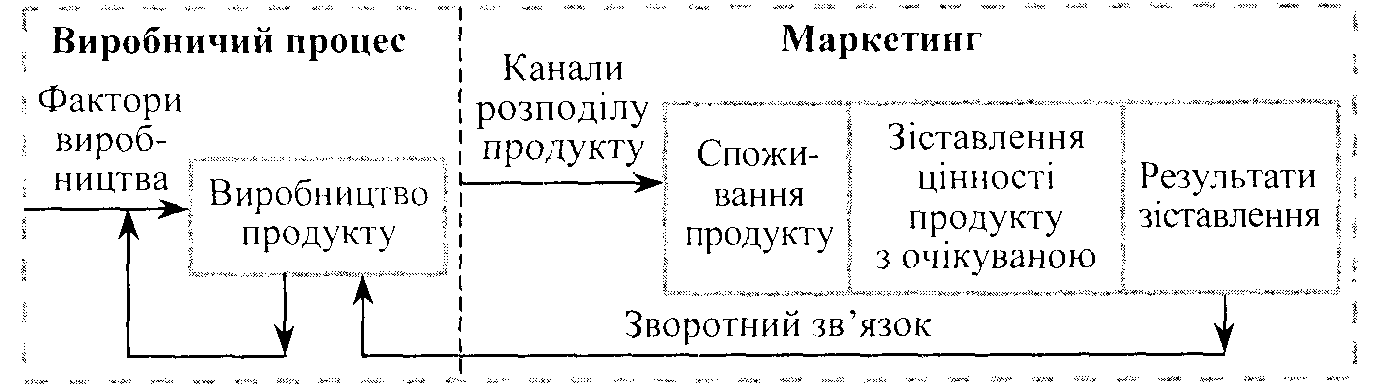 Виробничий процес
Фактори
вироб-
ництва
Виробництво
продукту
Маркетинг
Канали
розподілу
продукту
Спожи-
вання
продукту
Зіставлення
цінності
продукту
з очікуваною
Результати
зіставлення
Зворотний зв’язок